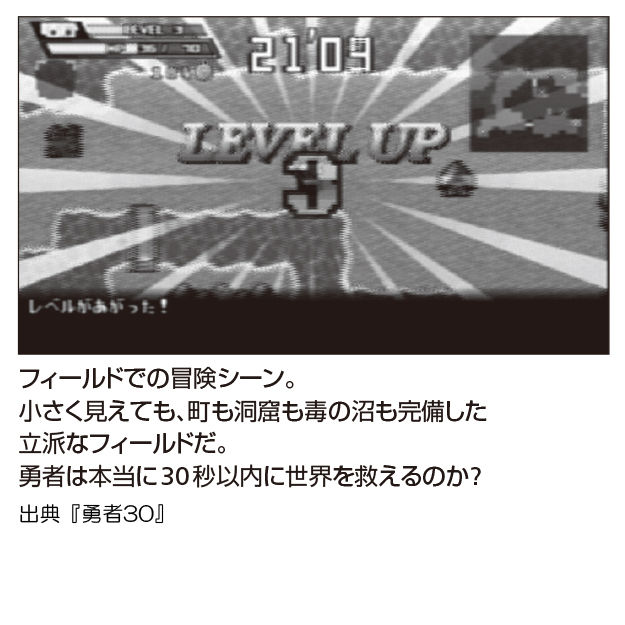 LEVEL 3
HP 36 / 70
21'09
LEVEL UP
3
レベルがあがった!
フィールドでの冒険シーン。
小さく見えても、町も洞窟も毒の沼も完備した
立派なフィールドだ。
勇者は本当に30秒以内に世界を救えるのか?
出典『勇者30』